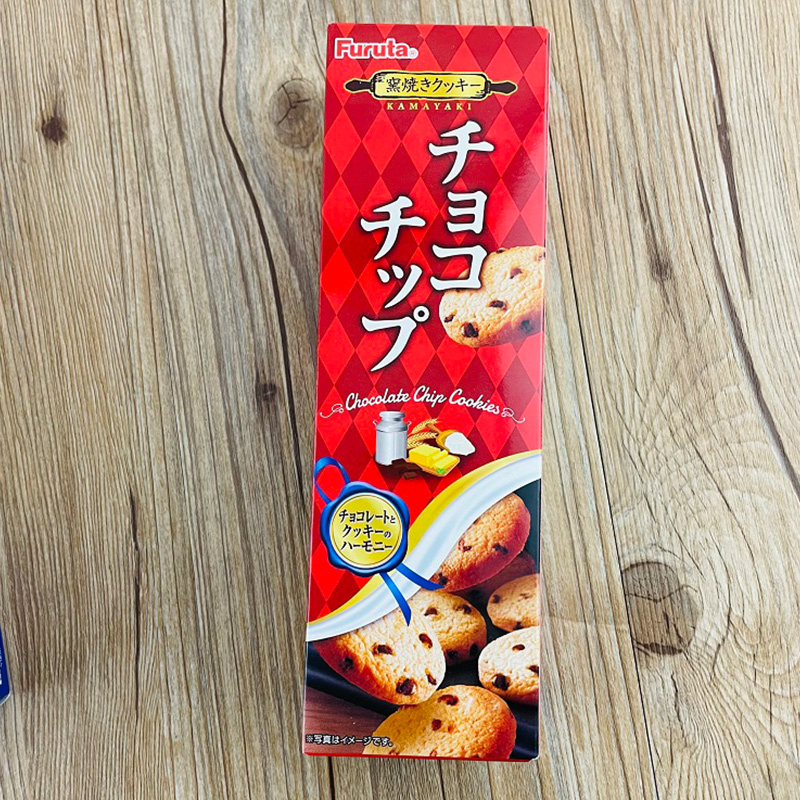 Furuta
窯焼きクッキー
KAMAYAKI
チョコ
チップ
Chocolate Chip Cookies
チョコレートと
クッキーの
ハーモニー
※写真はイメージです。